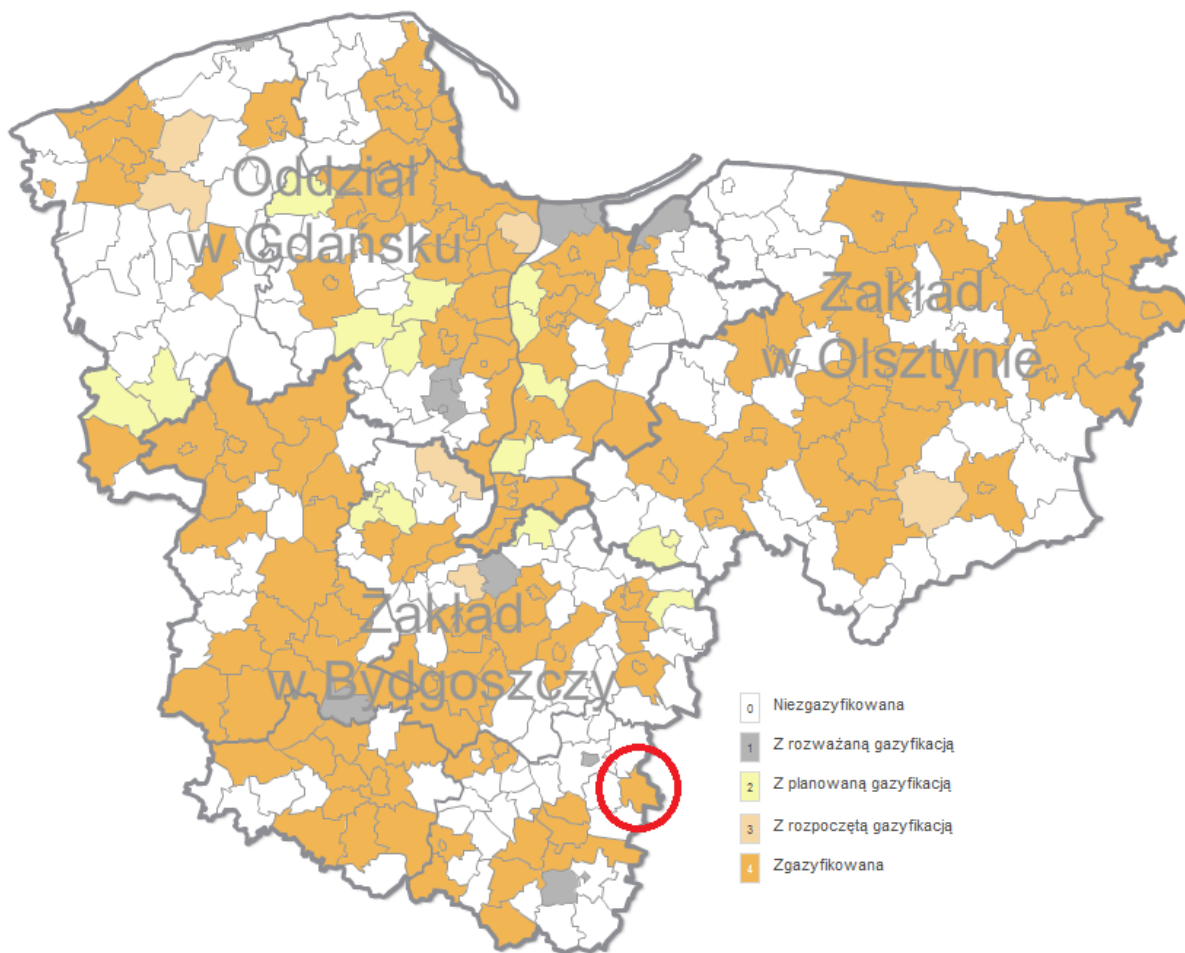 Oddział
w Gdańsku
Zakład
w Olsztynie
Zakład
w Bydgoszczy
0 Niezgazyfikowana
1 Z rozważaną gazyfikacją
2 Z planowaną gazyfikacją
3 Z rozpoczętą gazyfikacją
4 Zgazyfikowana